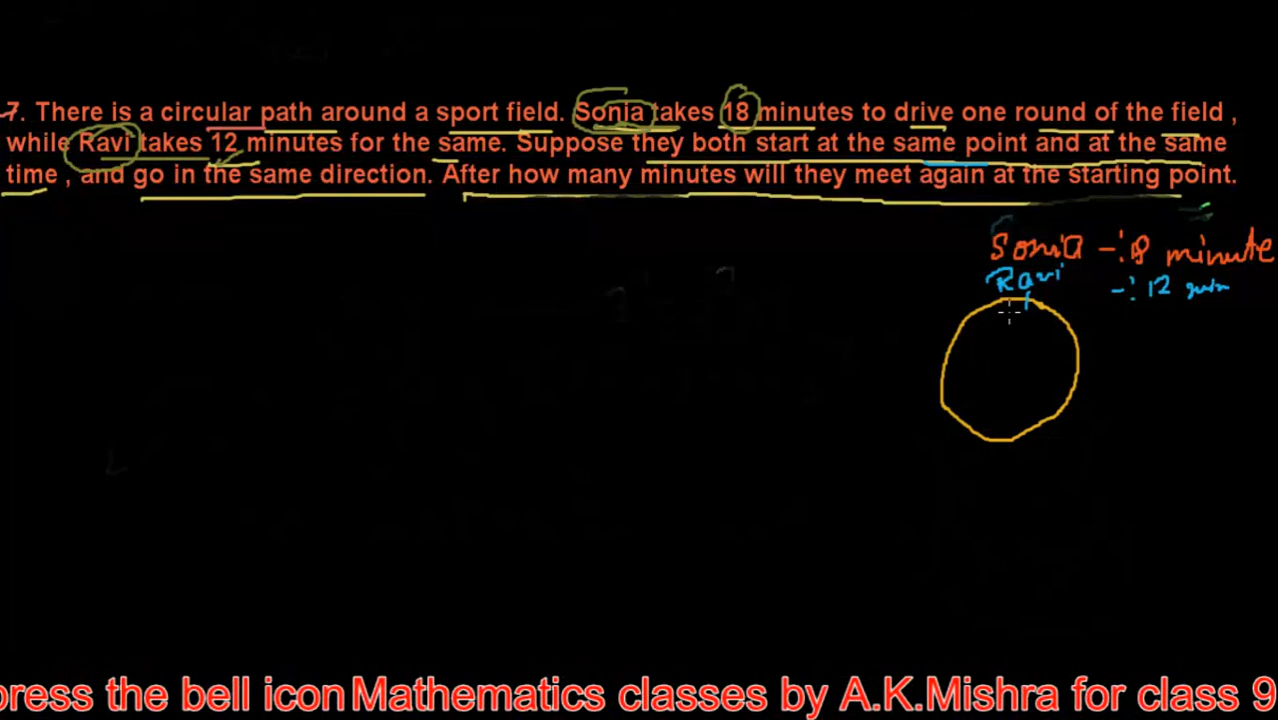 7. There is a circular path around a sport field. Sonia takes 18 minutes to drive one round of the field ,
while Ravi takes 12 minutes for the same. Suppose they both start at the same point and at the same
time , and go in the same direction. After how many minutes will they meet again at the starting point.
Sonia -: 18 minute
Ravi -: 12 min
press the bell icon Mathematics classes by A.K.Mishra for class 9